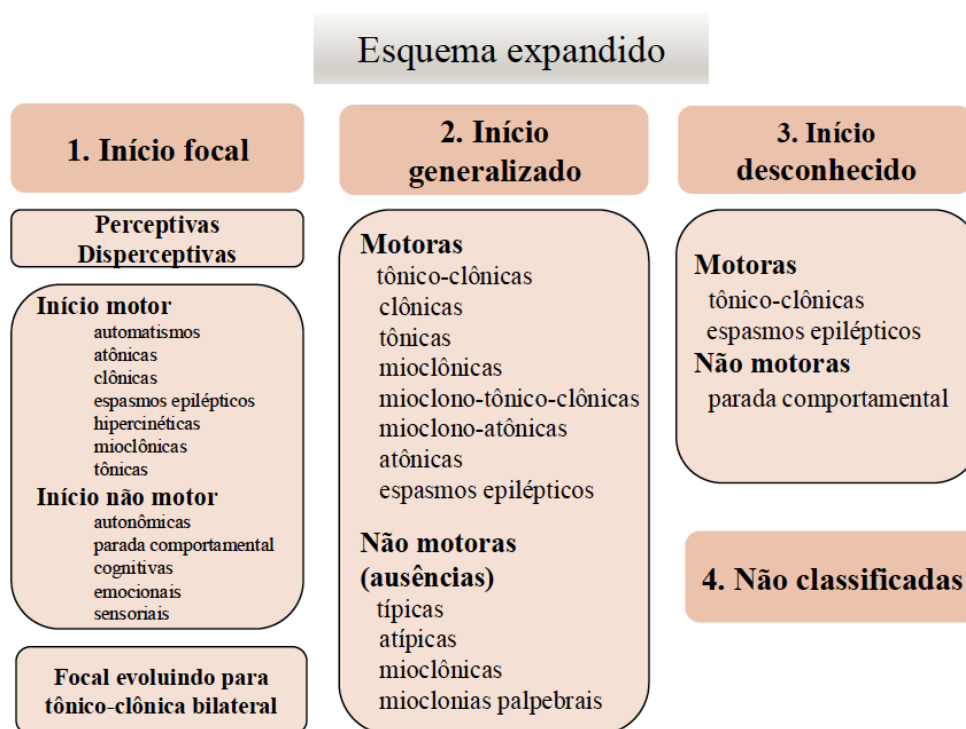 Esquema expandido
1. Início focal
Perceptivas
Disperceptivas
Início motor
automatismos
atônicas
clônicas
espasmos epilépticos
hipercinéticas
mioclônicas
tônicas
Início não motor
autonômicas
parada comportamental
cognitivas
emocionais
sensoriais
Focal evoluindo para
tônico-clônica bilateral
2. Início
generalizado
Motoras
tônico-clônicas
clônicas
tônicas
mioclônicas
mioclono-tônico-clônicas
mioclono-atônicas
atônicas
espasmos epilépticos
Não motoras
(ausências)
típicas
atípicas
mioclônicas
mioclonias palpebrais
3. Início
desconhecido
Motoras
tônico-clônicas
espasmos epilépticos
Não motoras
parada comportamental
4. Não classificadas